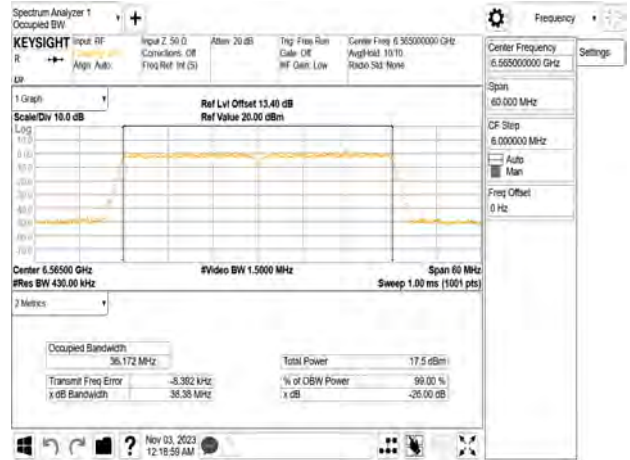 Spectrum Analyzer 1
Occupied BW
Frequency
KEYSIGHT Input: RF
R
Align: Auto
Input Z: 50 Ω
Corrections: Off
Freq Ref: Int (S)
Atten: 20 dB
Trig: Free Run
Gate: Off
#IF Gain: Low
Center Freq: 6.565000000 GHz
Avg|Hold: 10/10
Radio Std: None
Center Frequency
6.565000000 GHz
Settings
Span
60.000 MHz
CF Step
6.000000 MHz
Auto
Man
Freq Offset
0 Hz
1 Graph
Scale/Div 10.0 dB
Ref Lvl Offset 13.40 dB
Ref Value 20.00 dBm
Log
Center 6.56500 GHz
#Res BW 430.00 kHz
#Video BW 1.5000 MHz
Span 60 MHz
Sweep 1.00 ms (1001 pts)
2 Metrics
Occupied Bandwidth
36.172 MHz
Total Power
17.5 dBm
Transmit Freq Error
-8.392 kHz
% of OBW Power
99.00 %
x dB Bandwidth
38.38 MHz
x dB
-26.00 dB
?
Nov 03, 2023
12:18:59 AM